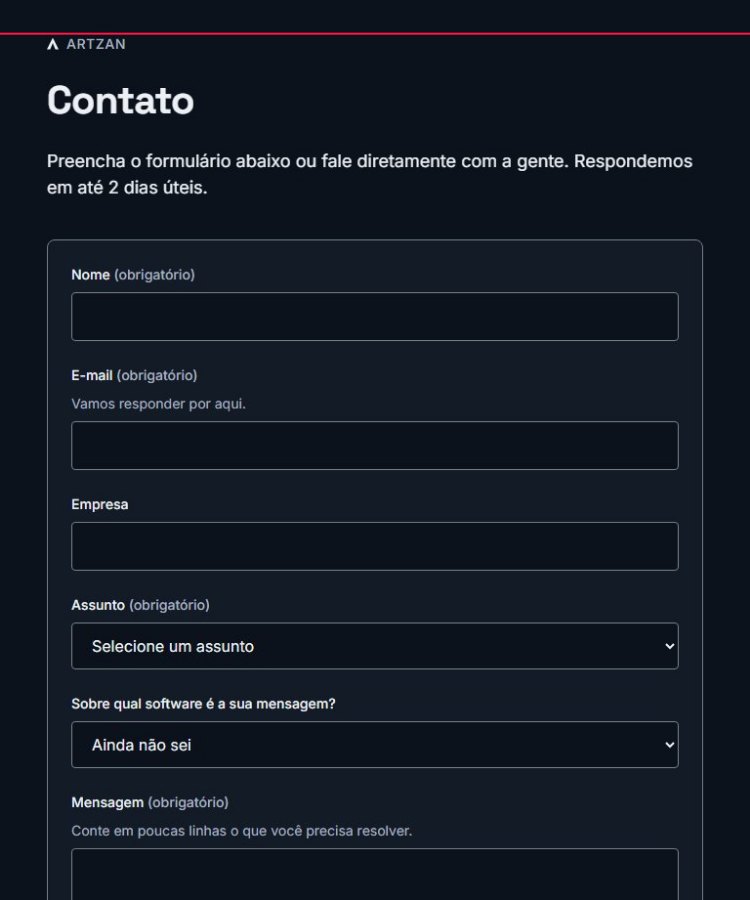 ARTZAN
Contato
Preencha o formulário abaixo ou fale diretamente com a gente. Respondemos
em até 2 dias úteis.
Nome (obrigatório)
E-mail (obrigatório)
Vamos responder por aqui.
Empresa
Assunto (obrigatório)
Selecione um assunto
Sobre qual software é a sua mensagem?
Ainda não sei
Mensagem (obrigatório)
Conte em poucas linhas o que você precisa resolver.